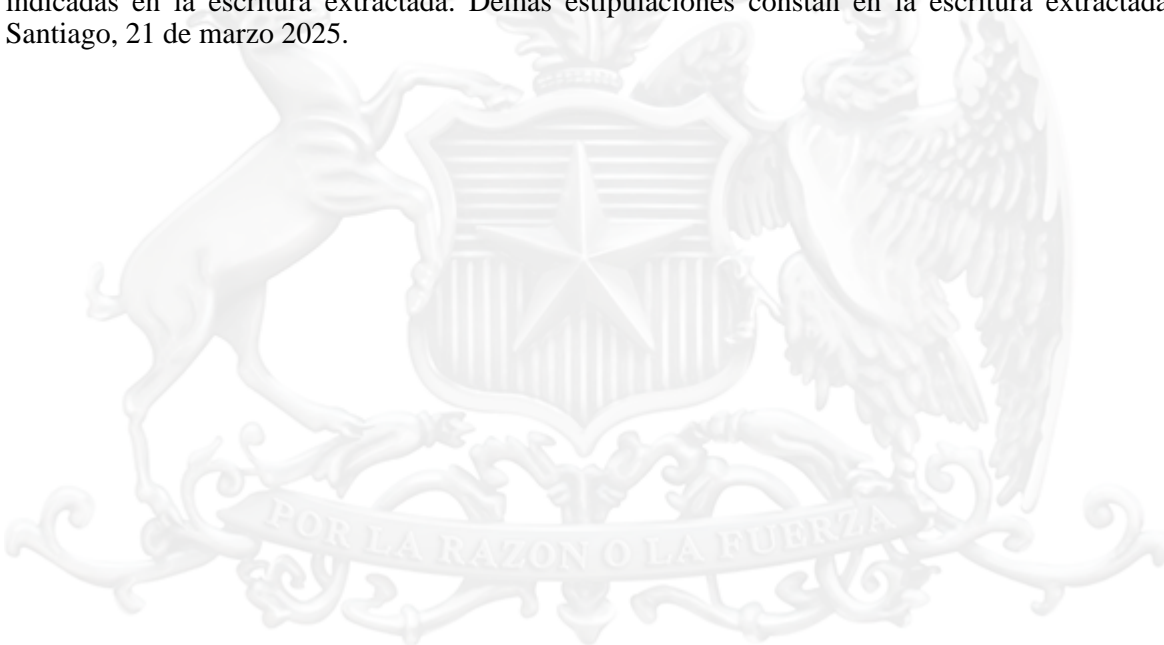 indicadas en la escritura extractada. Demás estipulaciones constan en la escritura extractada
Santiago, 21 de marzo 2025.
POR LA RAZON O LA FUERZA